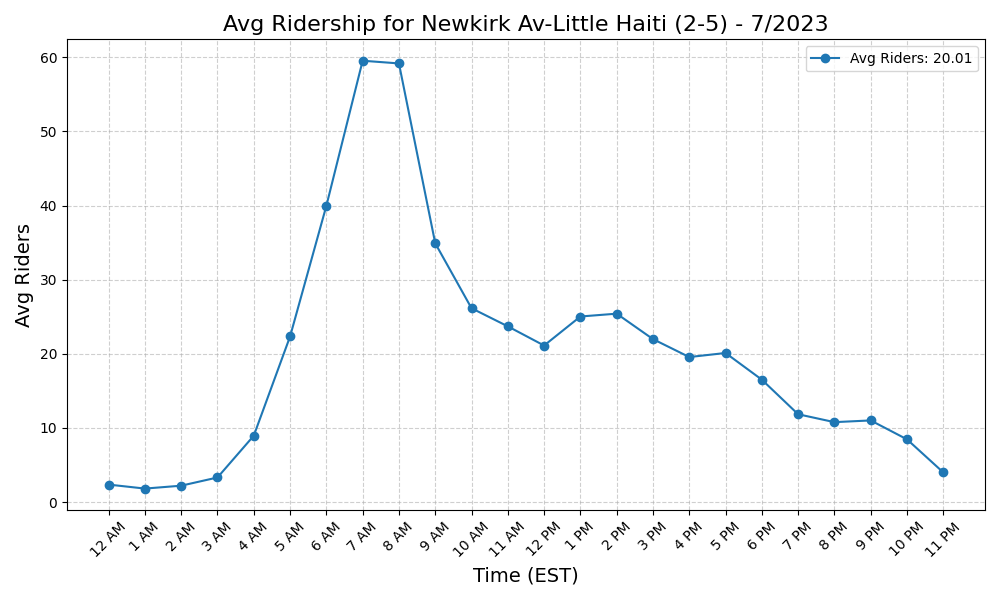 Avg Ridership for Newkirk Av-Little Haiti (2-5) - 7/2023
Avg Riders: 20.01
Avg Riders
60
50
40
30
20
10
0
12 AM
1 AM
2 AM
3 AM
4 AM
5 AM
6 AM
7 AM
8 AM
9 AM
10 AM
11 AM
12 PM
1 PM
2 PM
3 PM
4 PM
5 PM
6 PM
7 PM
8 PM
9 PM
10 PM
11 PM
Time (EST)